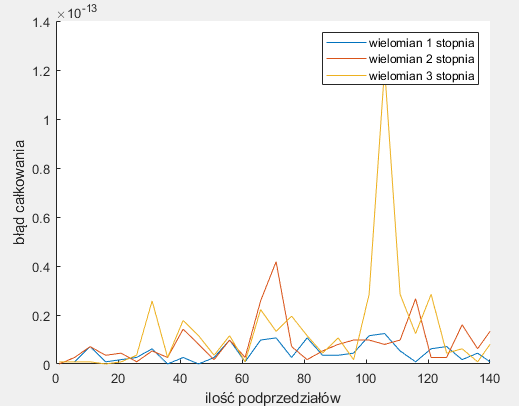 ×10^-13
1.4
1.2
1
0.8
0.6
0.4
0.2
0
błąd całkowania
wielomian 1 stopnia
wielomian 2 stopnia
wielomian 3 stopnia
0 20 40 60 80 100 120 140
ilość podprzedziałów